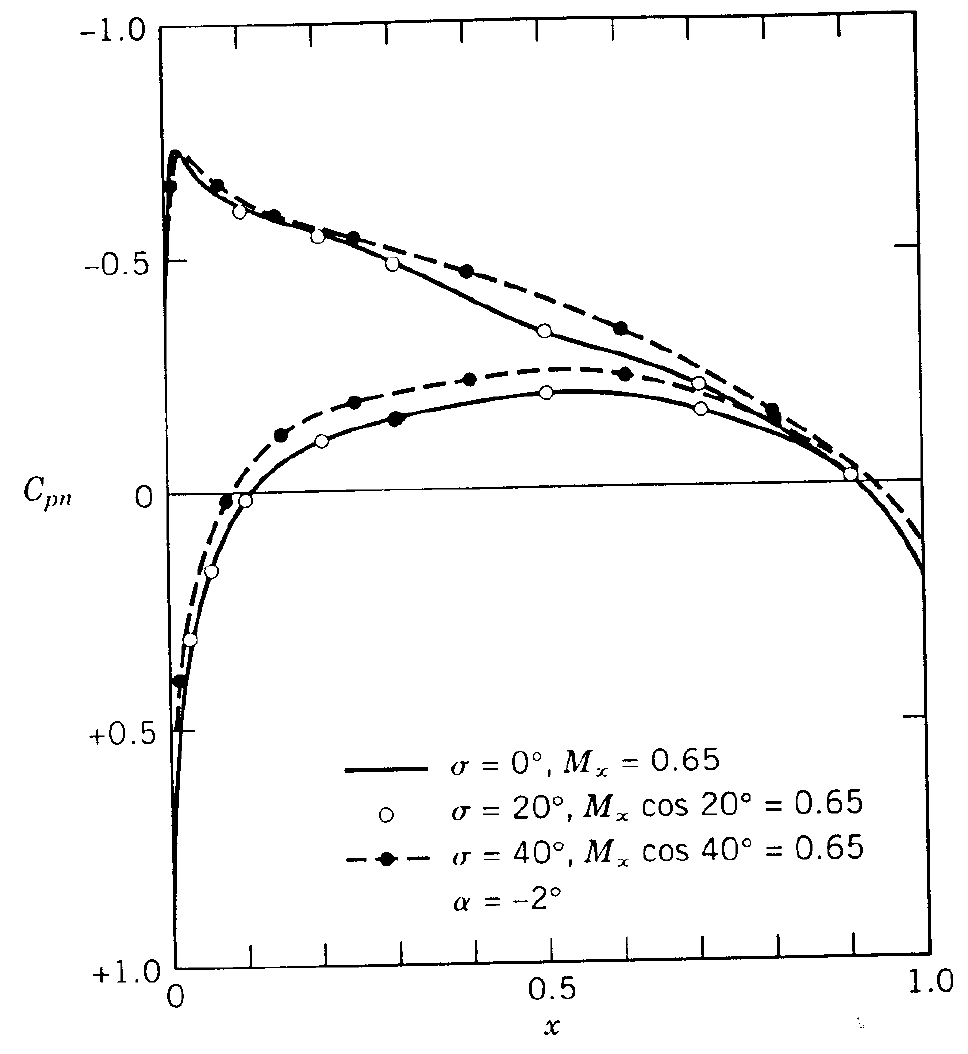 −1.0
−0.5
C_pn
0
+0.5
+1.0
σ = 0°, M_∞ = 0.65
σ = 20°, M_∞ cos 20° = 0.65
σ = 40°, M_∞ cos 40° = 0.65
α = −2°
0
0.5
1.0
x